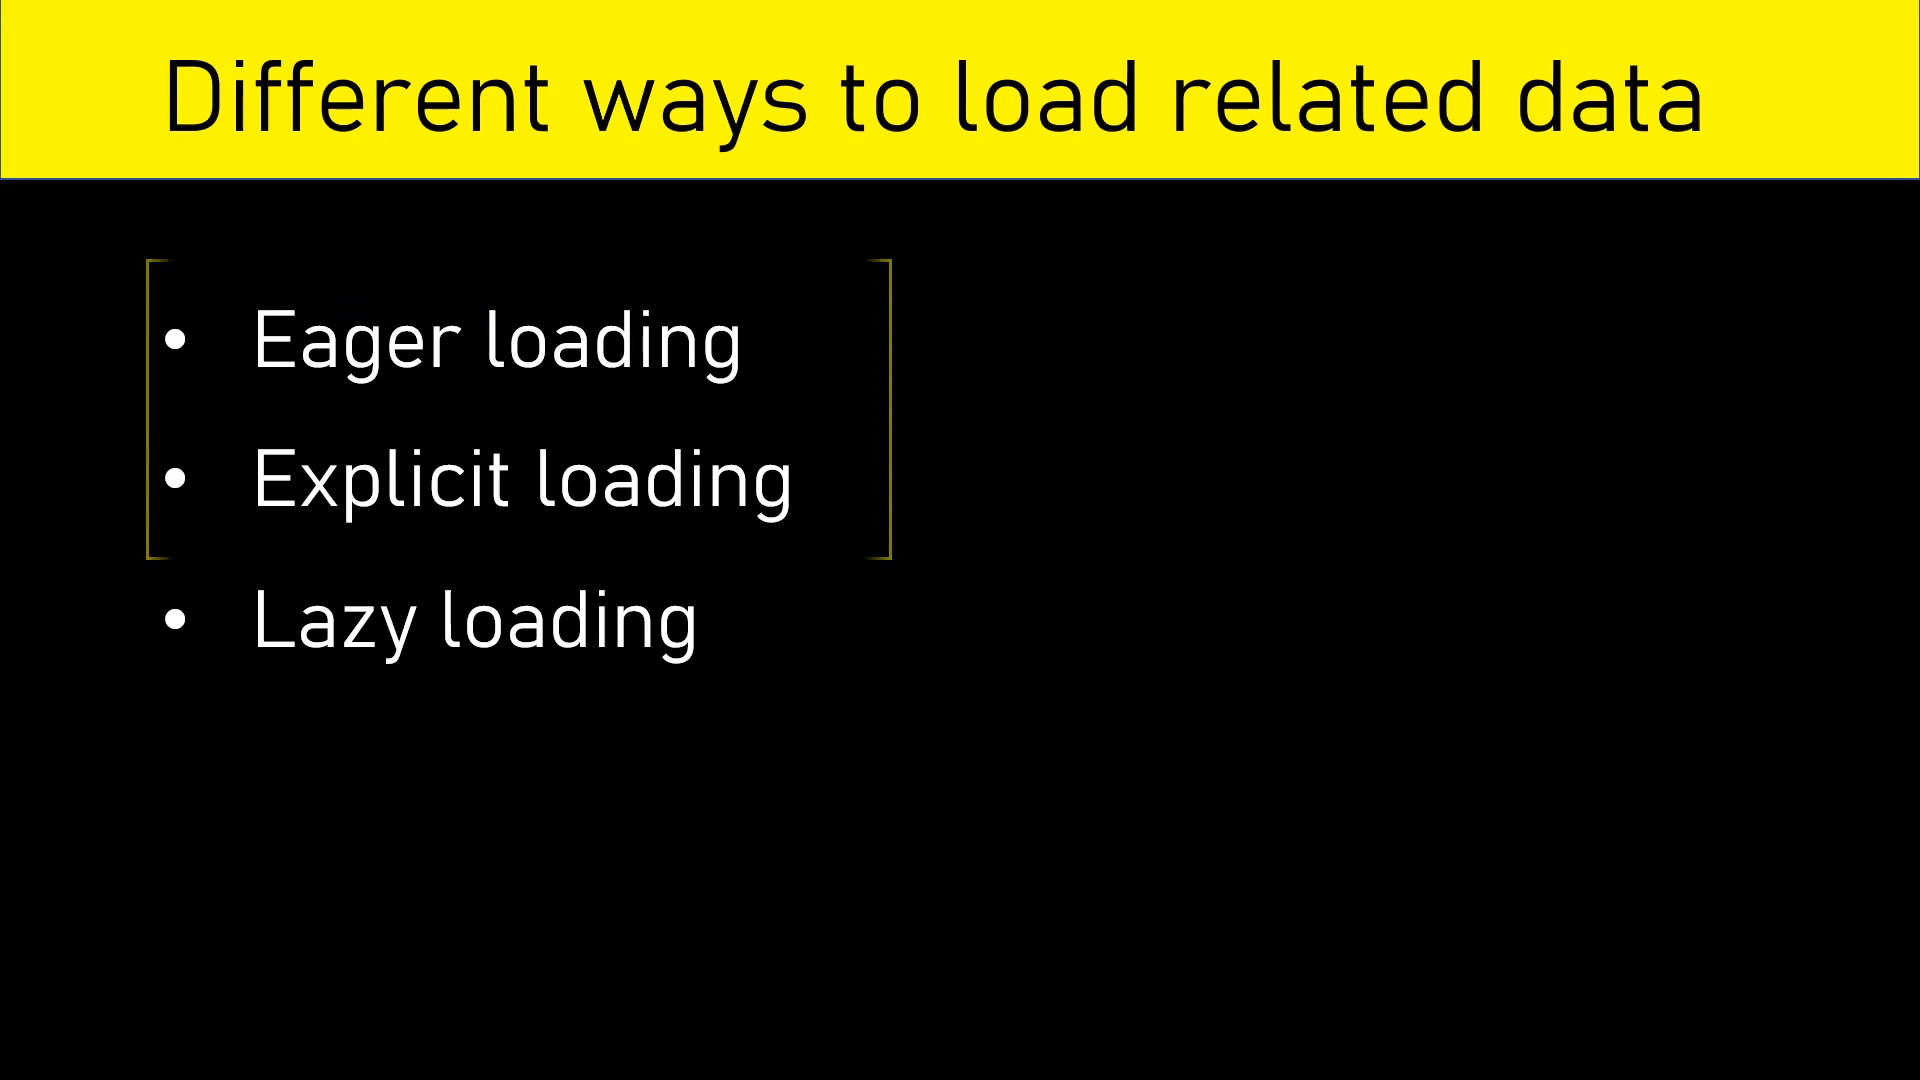 Different ways to load related data
• Eager loading
• Explicit loading
• Lazy loading